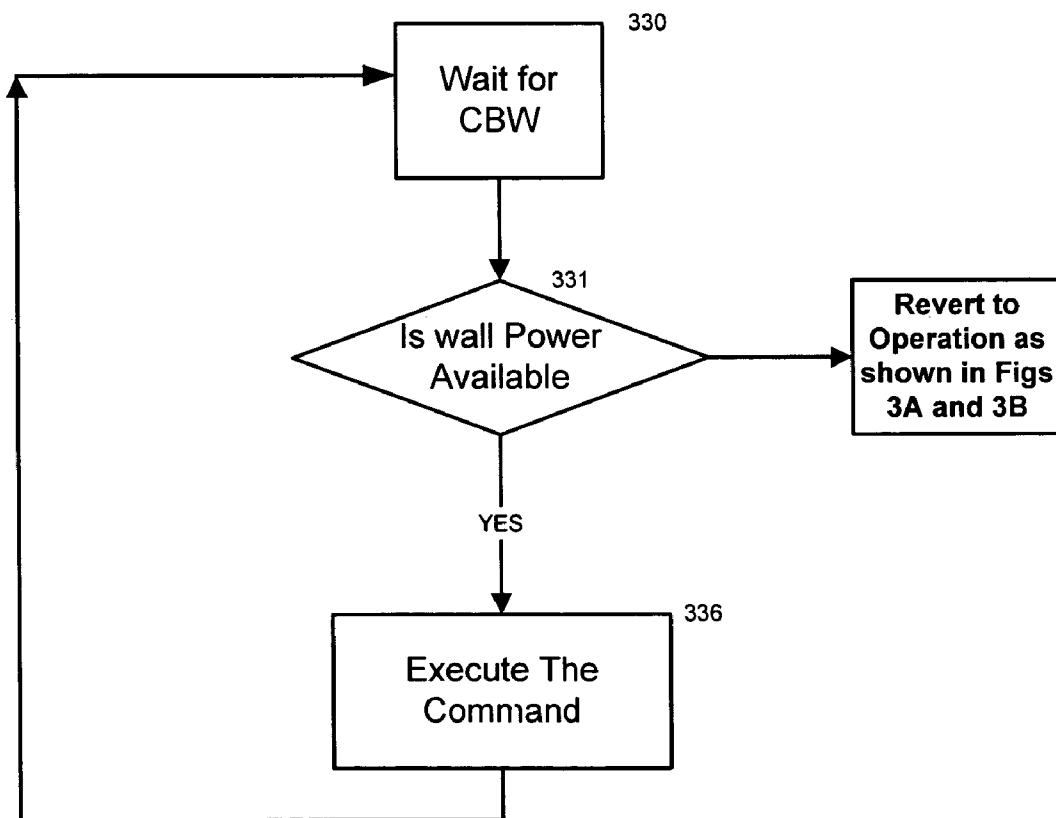 330
Wait for
CBW
331
Is wall Power
Available
Revert to
Operation as
shown in Figs
3A and 3B
YES
336
Execute The
Command